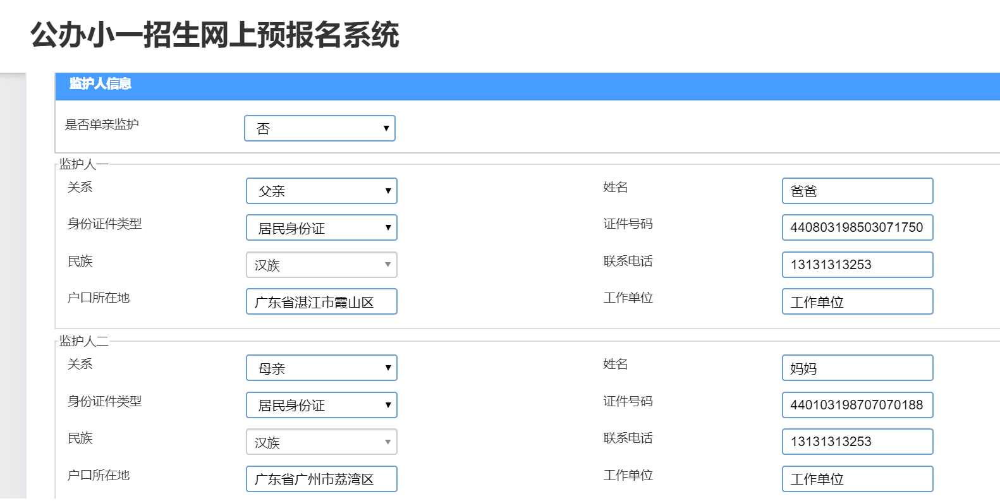 公办小一招生网上预报名系统
监护人信息
是否单亲监护 否
监护人一
关系 父亲 姓名 爸爸
身份证件类型 居民身份证 证件号码 440803198503071750
民族 汉族 联系电话 13131313253
户口所在地 广东省湛江市霞山区 工作单位 工作单位
监护人二
关系 母亲 姓名 妈妈
身份证件类型 居民身份证 证件号码 440103198707070188
民族 汉族 联系电话 13131313253
户口所在地 广东省广州市荔湾区 工作单位 工作单位